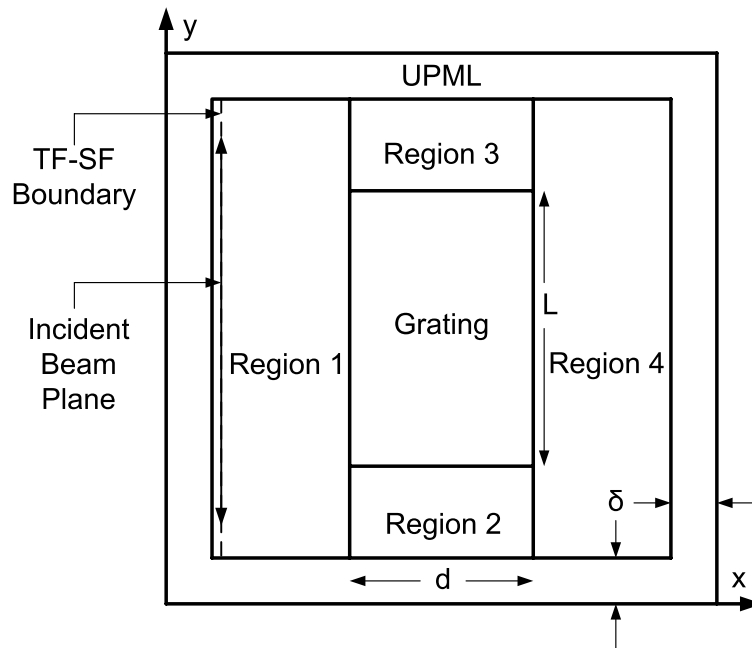 y
UPML
TF-SF
Boundary
Region 3
L
Incident
Beam
Plane
Grating
Region 1
Region 4
δ
Region 2
d
x